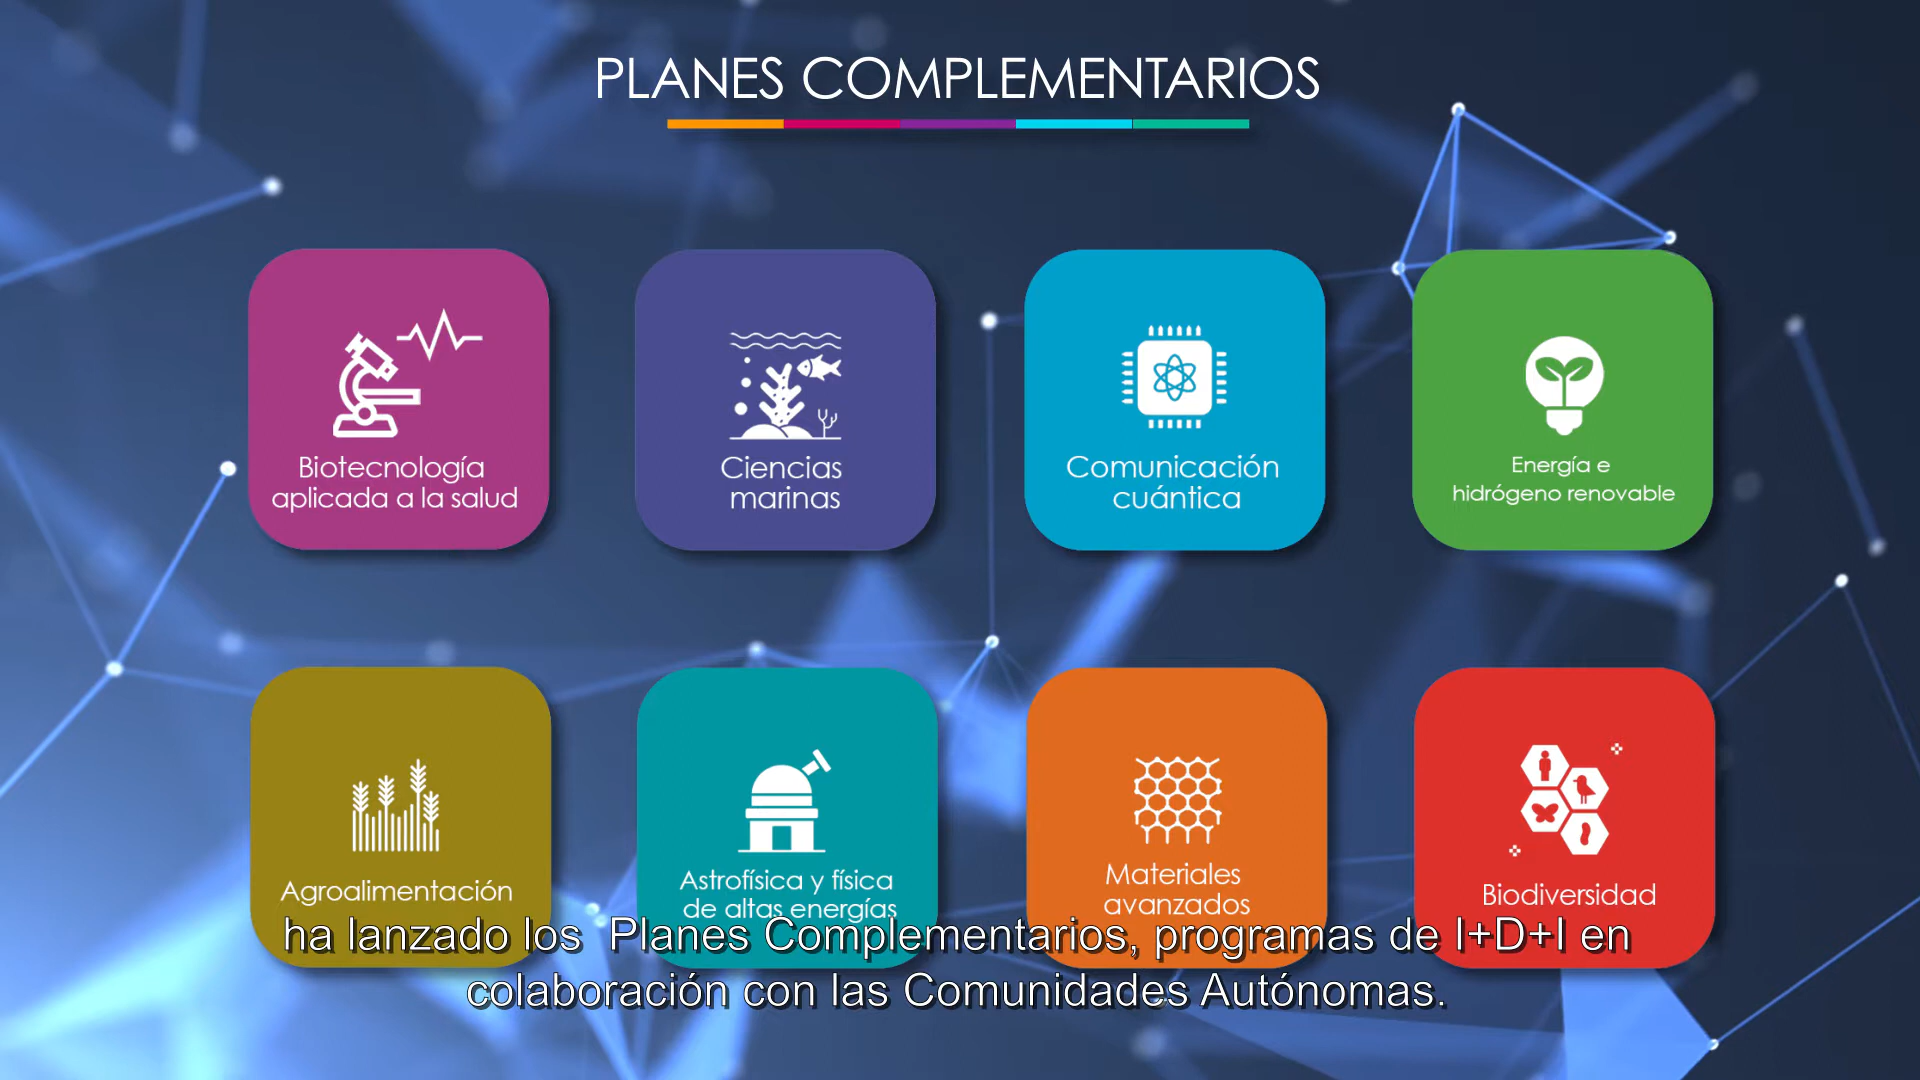 PLANES COMPLEMENTARIOS
Biotecnología
aplicada a la salud
Ciencias
marinas
Comunicación
cuántica
Energía e
hidrógeno renovable
Agroalimentación
Astrofísica y física
de altas energías
Materiales
avanzados
Biodiversidad
ha lanzado los  Planes Complementarios, programas de I+D+I en
colaboración con las Comunidades Autónomas.